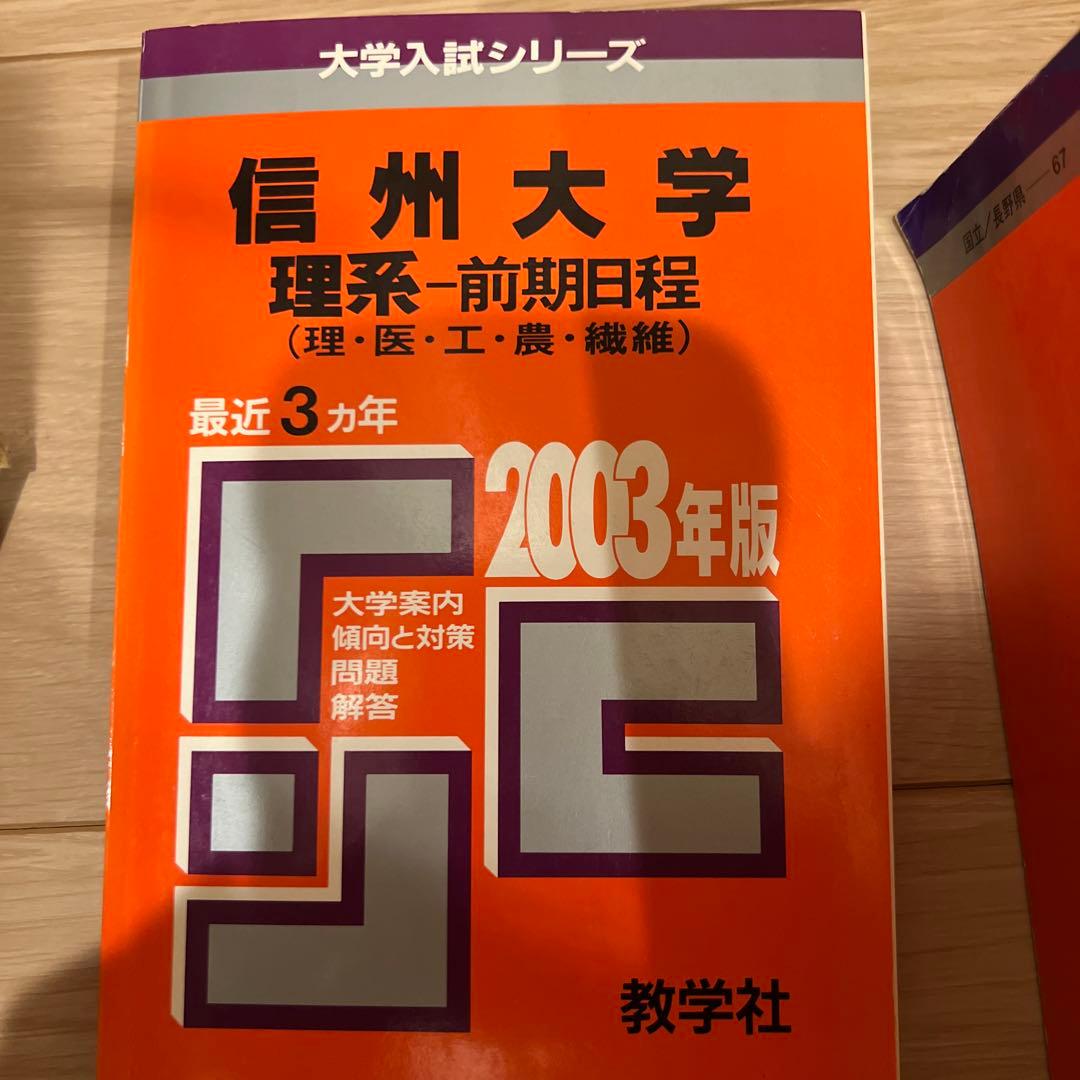 大学入試シリーズ
信州大学
理系−前期日程
（理・医・工・農・繊維）
最近3ヵ年
2003年版
大学案内
傾向と対策
問題
解答
教学社
国立／長野県―67